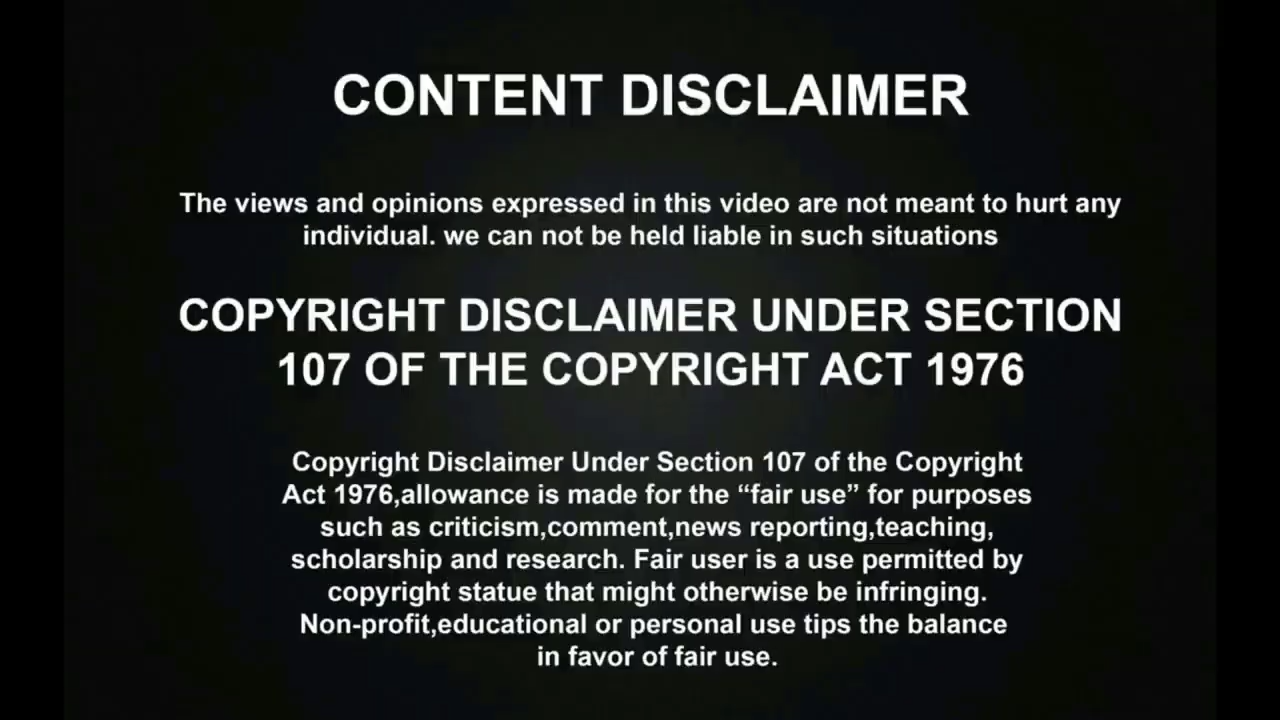 CONTENT DISCLAIMER
The views and opinions expressed in this video are not meant to hurt any
individual. we can not be held liable in such situations
COPYRIGHT DISCLAIMER UNDER SECTION
107 OF THE COPYRIGHT ACT 1976
Copyright Disclaimer Under Section 107 of the Copyright
Act 1976,allowance is made for the “fair use” for purposes
such as criticism,comment,news reporting,teaching,
scholarship and research. Fair user is a use permitted by
copyright statue that might otherwise be infringing.
Non-profit,educational or personal use tips the balance
in favor of fair use.